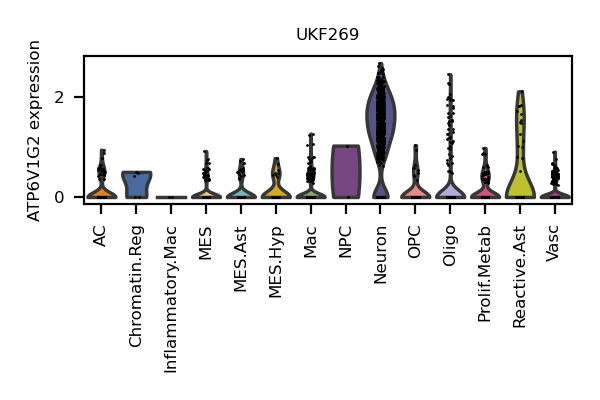 UKF269
ATP6V1G2 expression
2
0
AC
Chromatin.Reg
Inflammatory.Mac
MES
MES.Ast
MES.Hyp
Mac
NPC
Neuron
OPC
Oligo
Prolif.Metab
Reactive.Ast
Vasc